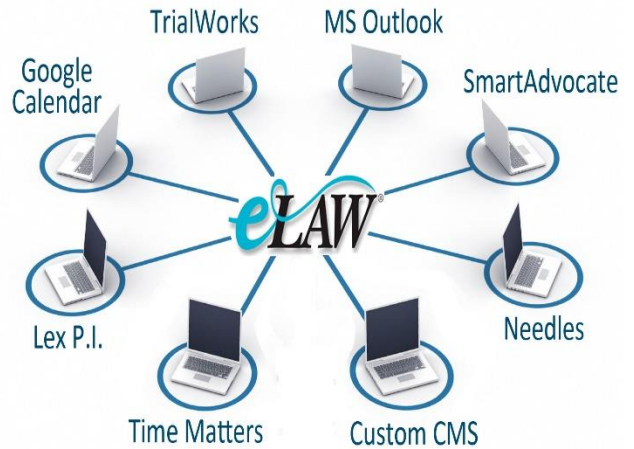 TrialWorks
MS Outlook
Google
Calendar
SmartAdvocate
eLAW®
Lex P.I.
Needles
Time Matters
Custom CMS